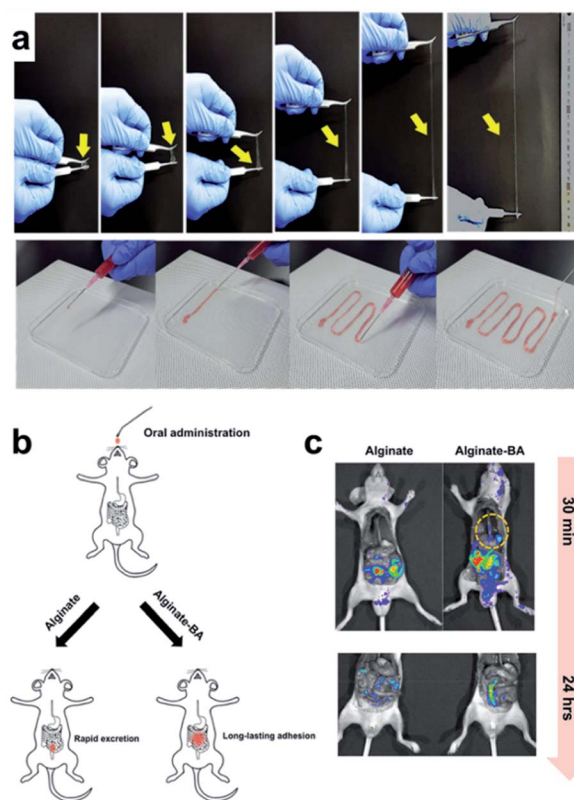 a
b
Oral administration
Alginate
Alginate-BA
Rapid excretion
Long-lasting adhesion
c
Alginate
Alginate-BA
30 min
24 hrs